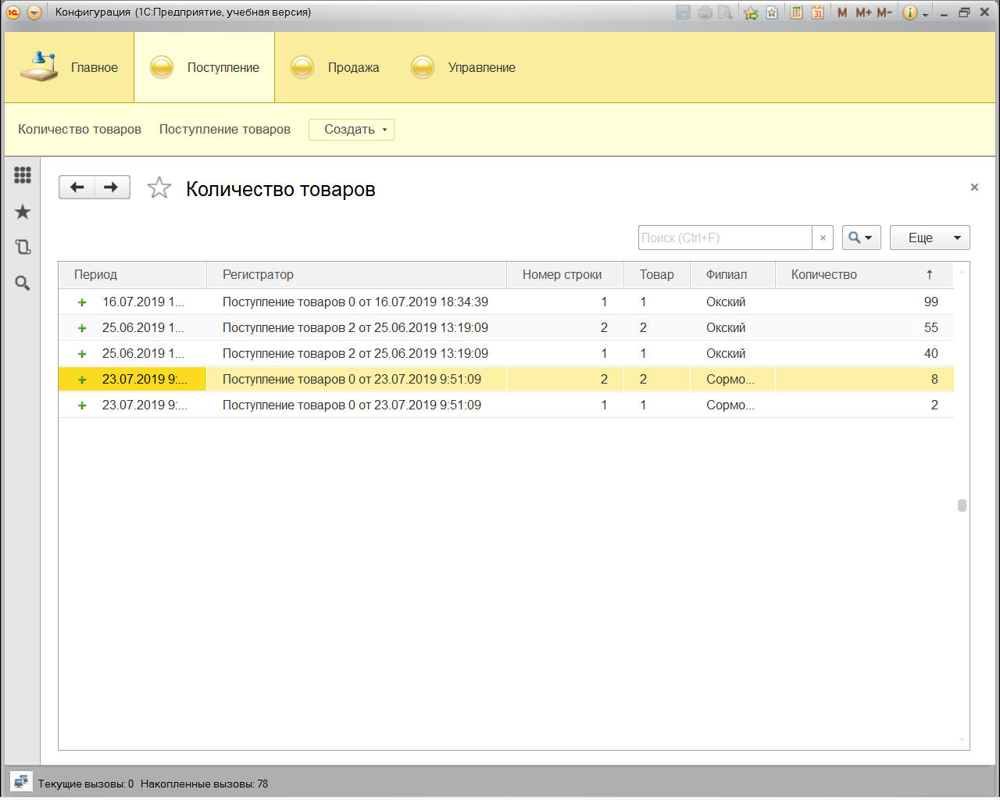 Конфигурация (1С:Предприятие, учебная версия)
31 M M+ M-
Главное Поступление Продажа Управление
Количество товаров Поступление товаров Создать
Количество товаров
Поиск (Ctrl+F) Еще
Период Регистратор Номер строки Товар Филиал Количество
16.07.2019 1... Поступление товаров 0 от 16.07.2019 18:34:39 1 1 Окский 99
25.06.2019 1... Поступление товаров 2 от 25.06.2019 13:19:09 2 2 Окский 55
25.06.2019 1... Поступление товаров 2 от 25.06.2019 13:19:09 1 1 Окский 40
23.07.2019 9:... Поступление товаров 0 от 23.07.2019 9:51:09 2 2 Сормо... 8
23.07.2019 9:... Поступление товаров 0 от 23.07.2019 9:51:09 1 1 Сормо... 2
Текущие вызовы: 0 Накопленные вызовы: 78